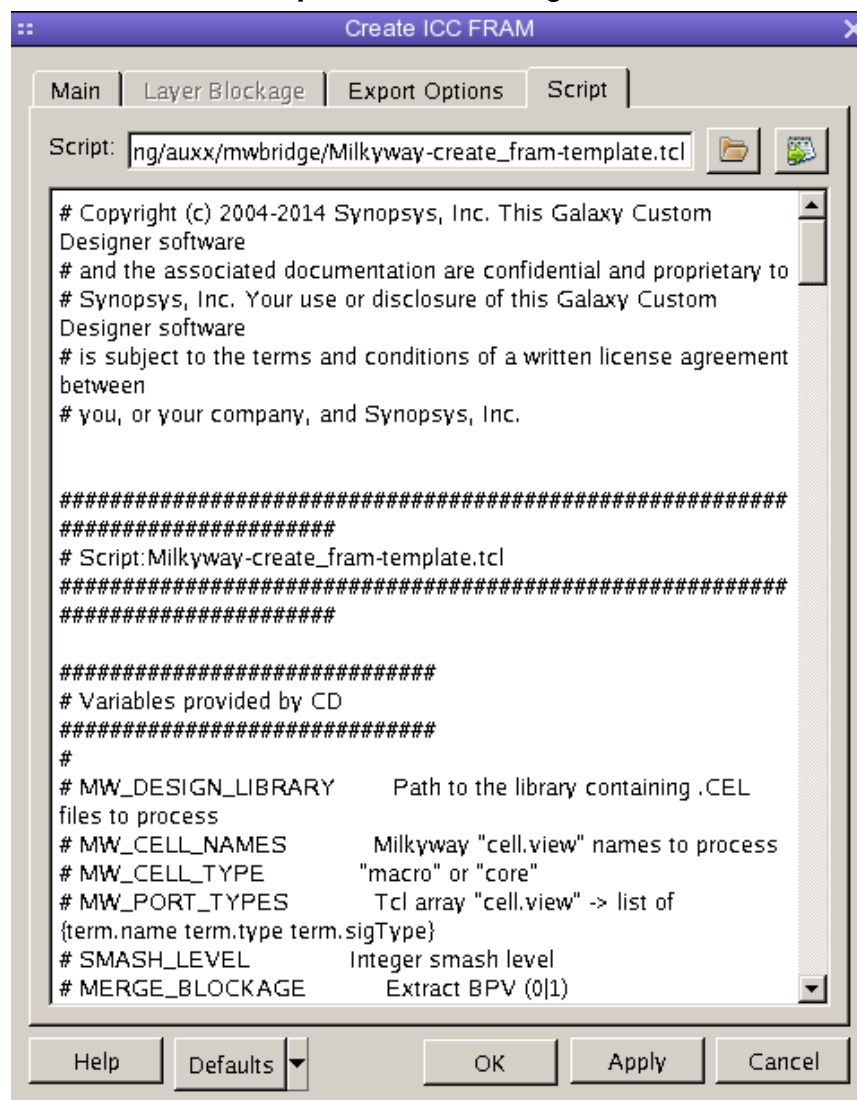 Create ICC FRAM
Main Layer Blockage Export Options Script
Script: ng/auxx/mwbridge/Milkyway-create_fram-template.tcl
# Copyright (c) 2004-2014 Synopsys, Inc. This Galaxy Custom
Designer software
# and the associated documentation are confidential and proprietary to
# Synopsys, Inc. Your use or disclosure of this Galaxy Custom
Designer software
# is subject to the terms and conditions of a written license agreement
between
# you, or your company, and Synopsys, Inc.
##########################################################
######################
# Script:Milkyway-create_fram-template.tcl
##########################################################
######################
##############################
# Variables provided by CD
##############################
#
# MW_DESIGN_LIBRARY Path to the library containing .CEL
files to process
# MW_CELL_NAMES Milkyway "cell.view" names to process
# MW_CELL_TYPE "macro" or "core"
# MW_PORT_TYPES Tcl array "cell.view" -> list of
{term.name term.type term.sigType}
# SMASH_LEVEL Integer smash level
# MERGE_BLOCKAGE Extract BPV (0|1)
Help Defaults OK Apply Cancel